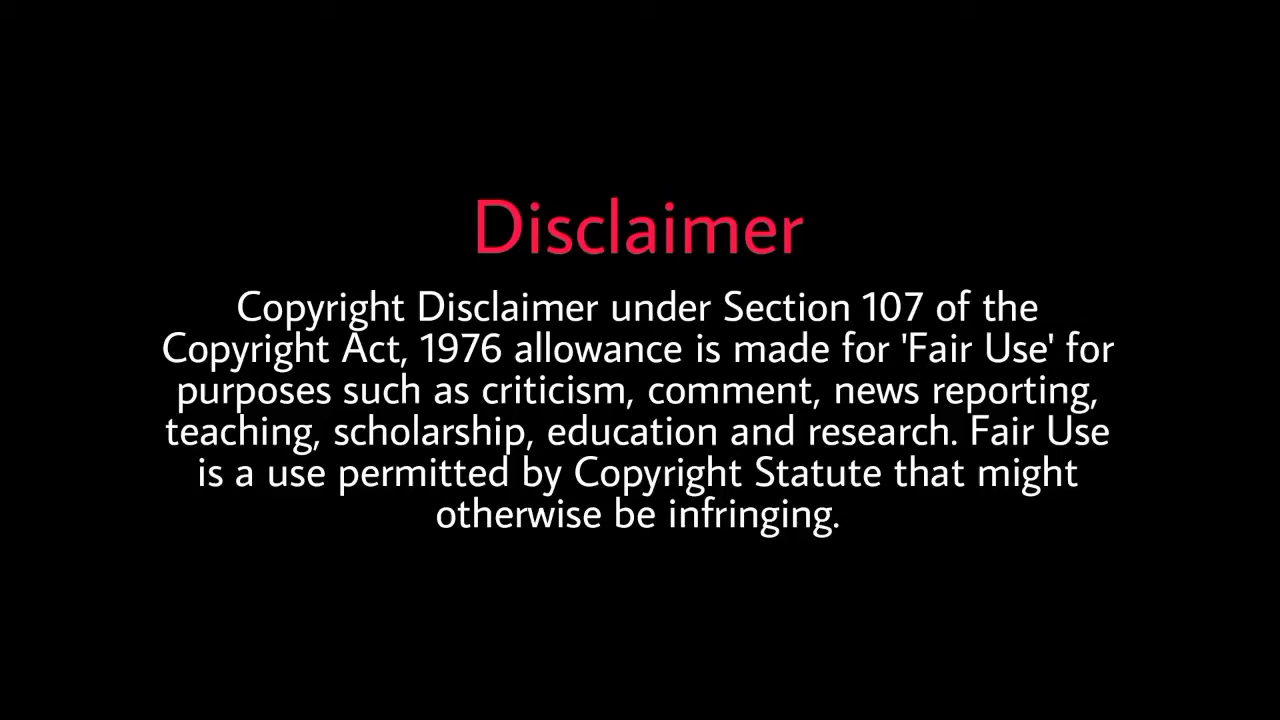 Disclaimer
Copyright Disclaimer under Section 107 of the
Copyright Act, 1976 allowance is made for 'Fair Use' for
purposes such as criticism, comment, news reporting,
teaching, scholarship, education and research. Fair Use
is a use permitted by Copyright Statute that might
otherwise be infringing.